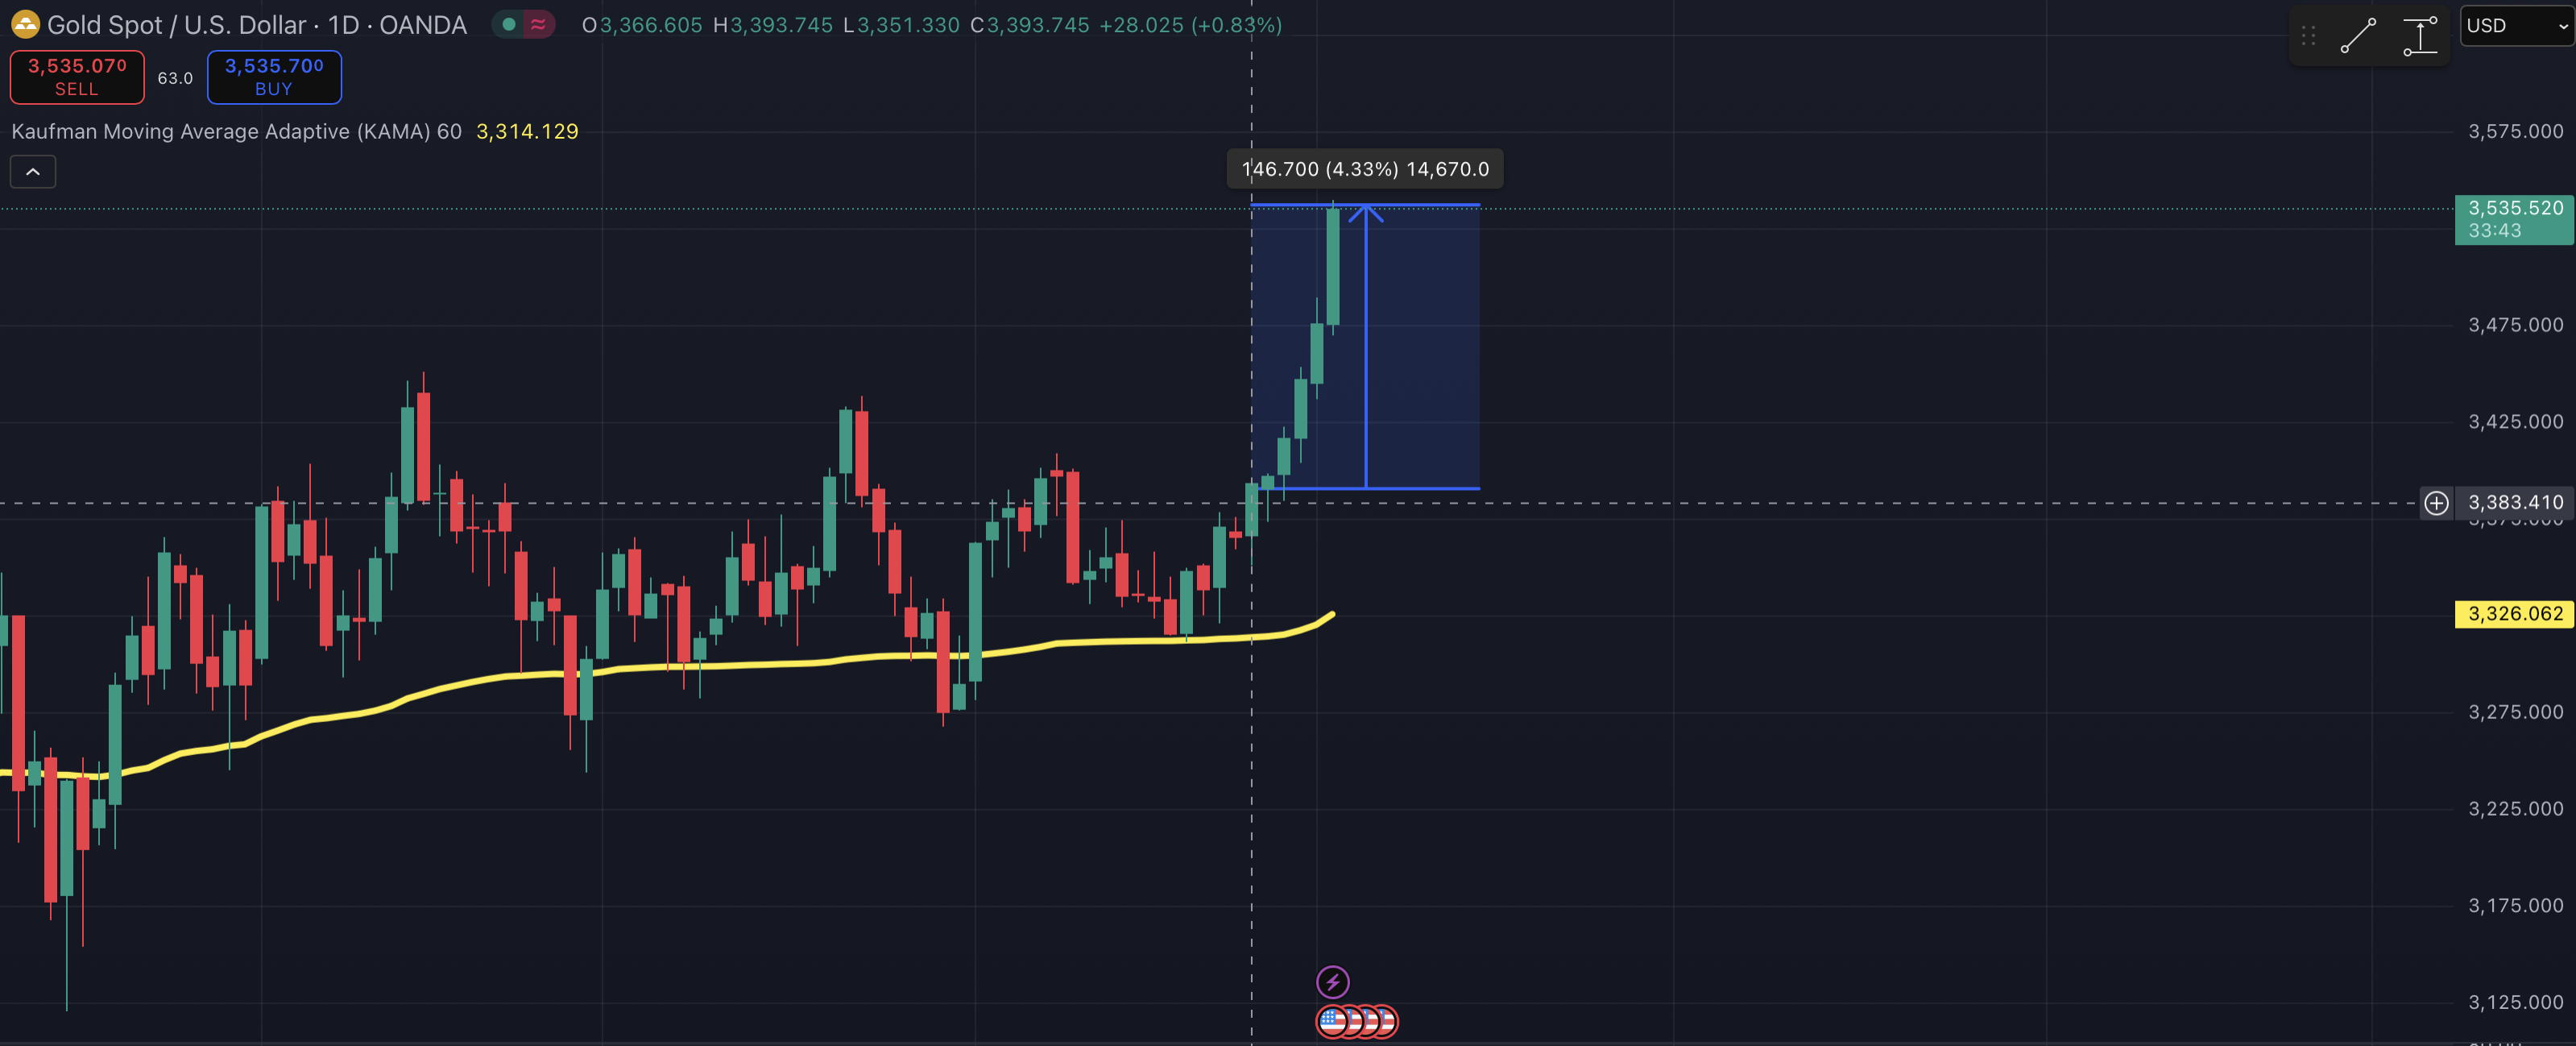 Gold Spot / U.S. Dollar · 1D · OANDA
O3,366.605 H3,393.745 L3,351.330 C3,393.745 +28.025 (+0.83%)
USD
3,535.070
SELL
63.0
3,535.700
BUY
Kaufman Moving Average Adaptive (KAMA) 60 3,314.129
146.700 (4.33%) 14,670.0
3,575.000
3,535.520
33:43
3,475.000
3,425.000
3,383.410
3,375.000
3,326.062
3,275.000
3,225.000
3,175.000
3,125.000